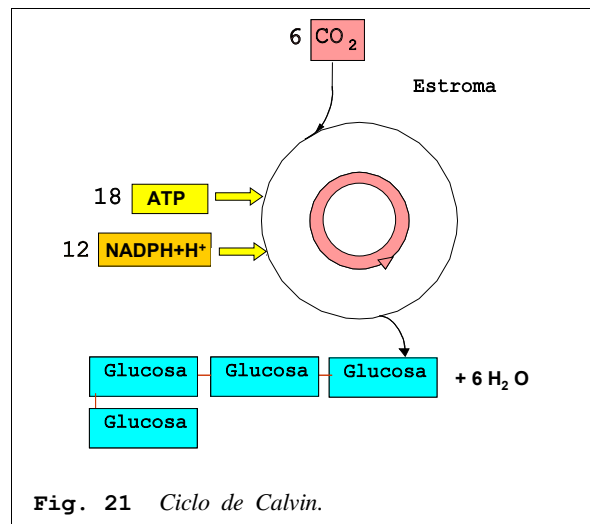 6 CO2
Estroma
18 ATP
12 NADPH+H+
Glucosa Glucosa Glucosa + 6 H2 O
Glucosa
Fig. 21 Ciclo de Calvin.